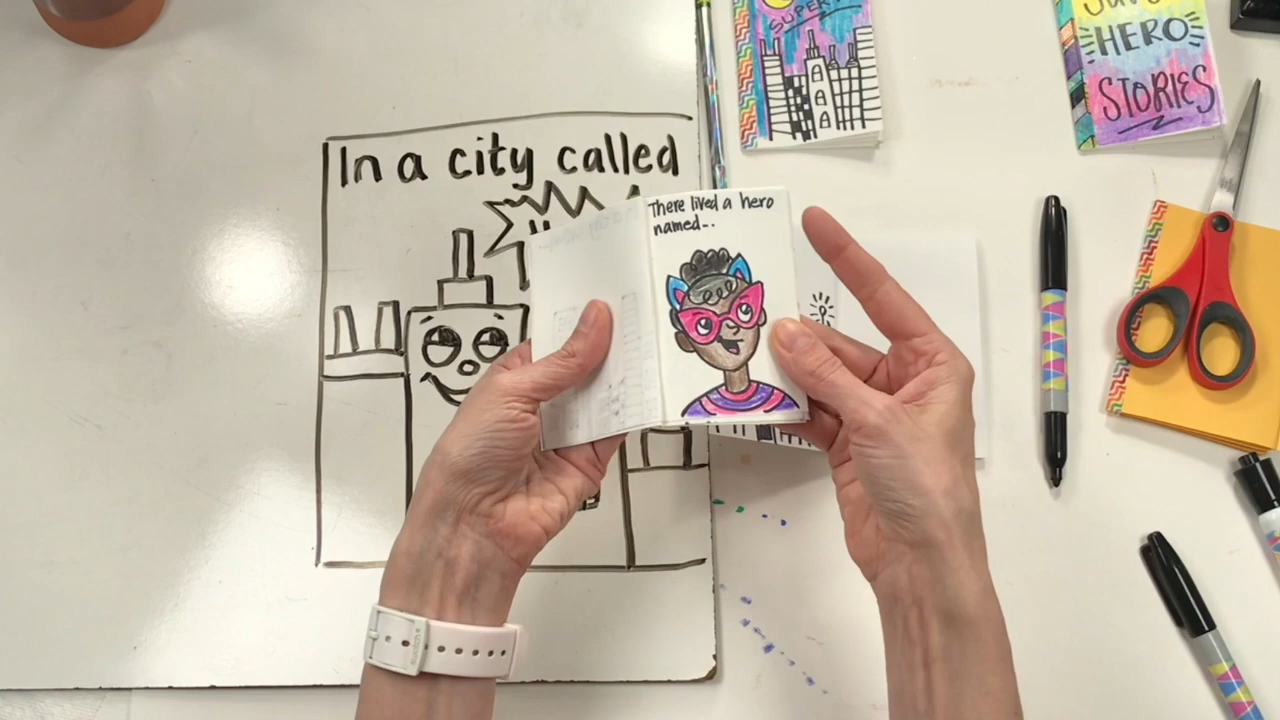 SUPER
HERO
STORIES
In a city called
There lived a hero
named--